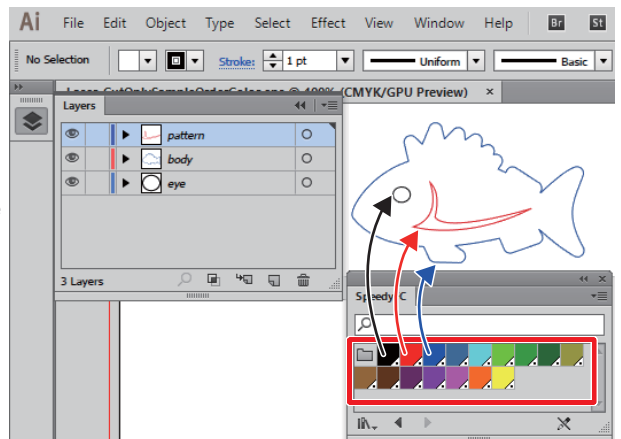 Ai File Edit Object Type Select Effect View Window Help Br St
No Selection Stroke: 1 pt Uniform Basic
(CMYK/GPU Preview) ×
Layers
pattern
body
eye
3 Layers
Speedy C